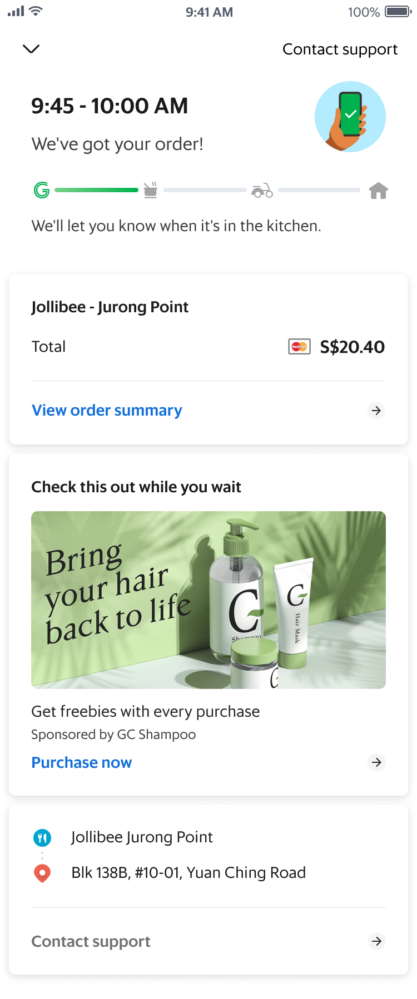 9:41 AM
100%
Contact support
9:45 - 10:00 AM
We've got your order!
We'll let you know when it's in the kitchen.
Jollibee - Jurong Point
Total
MasterCard
S$20.40
View order summary
Check this out while you wait
Bring
your hair
back to life
C
Shampoo
C
Hair Mask
C
Get freebies with every purchase
Sponsored by GC Shampoo
Purchase now
Jollibee Jurong Point
Blk 138B, #10-01, Yuan Ching Road
Contact support